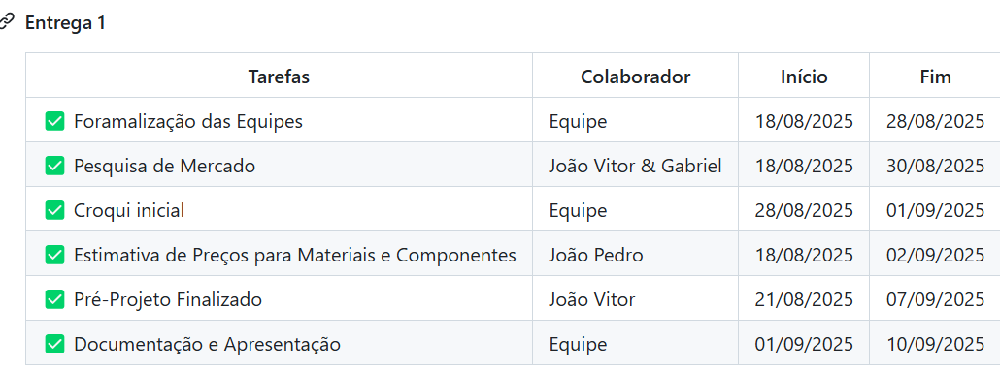 Entrega 1
Tarefas Colaborador Início Fim
✅ Foramalização das Equipes Equipe 18/08/2025 28/08/2025
✅ Pesquisa de Mercado João Vitor & Gabriel 18/08/2025 30/08/2025
✅ Croqui inicial Equipe 28/08/2025 01/09/2025
✅ Estimativa de Preços para Materiais e Componentes João Pedro 18/08/2025 02/09/2025
✅ Pré-Projeto Finalizado João Vitor 21/08/2025 07/09/2025
✅ Documentação e Apresentação Equipe 01/09/2025 10/09/2025